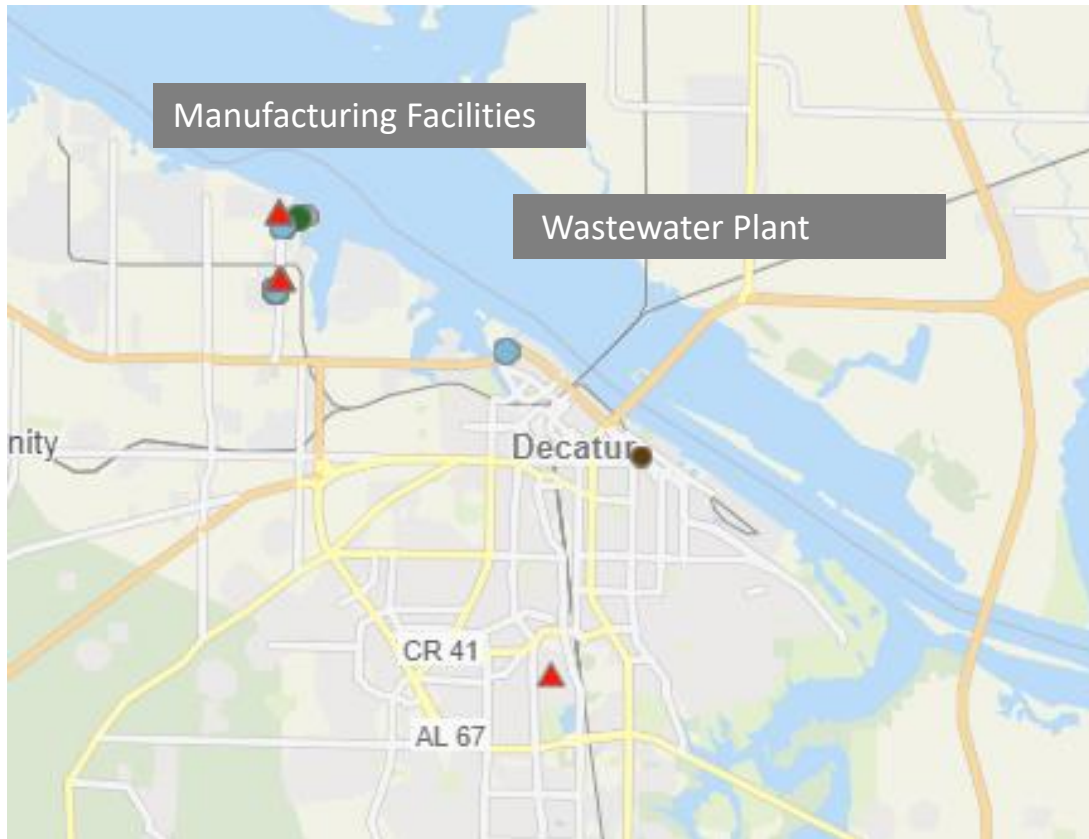 Manufacturing Facilities
Wastewater Plant
Decatur
nity
CR 41
AL 67